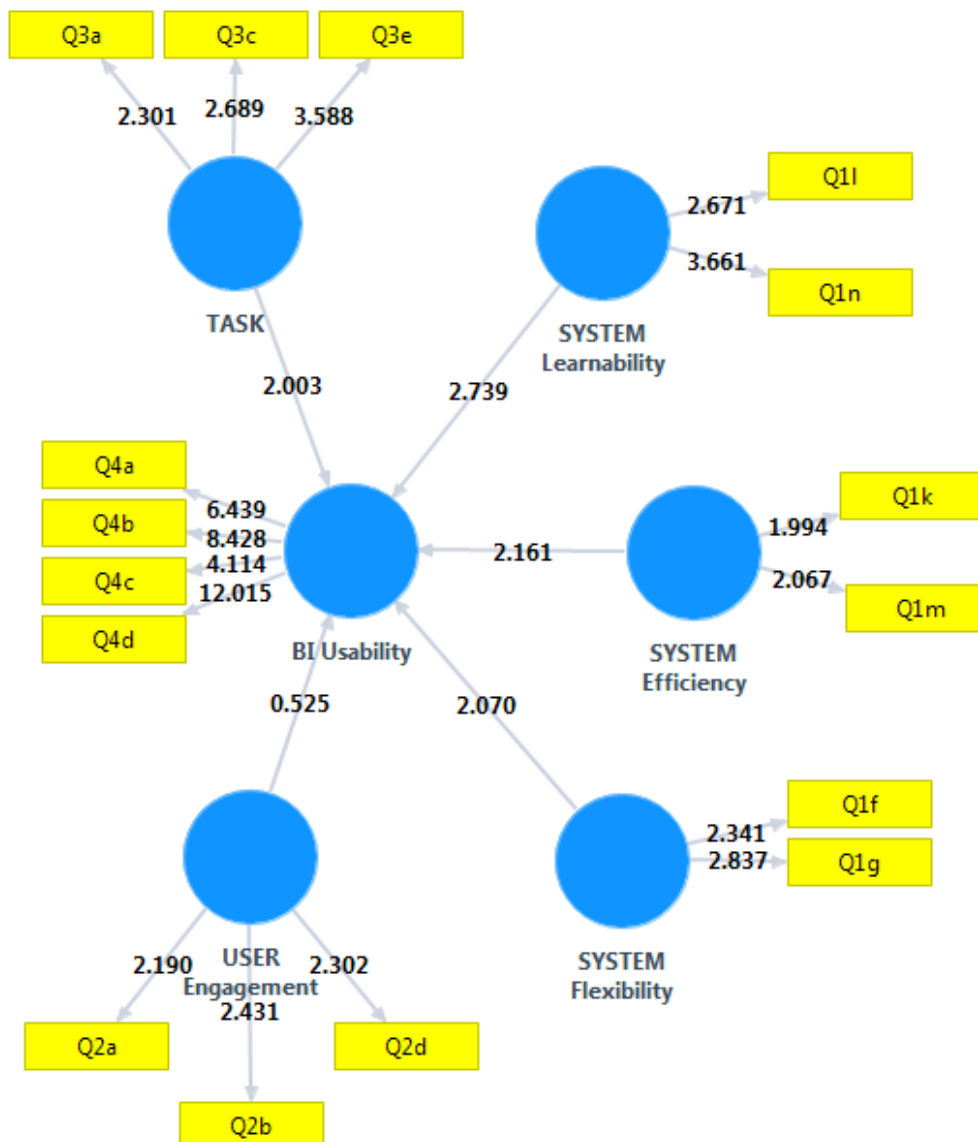 Q3a
Q3c
Q3e
2.301
2.689
3.588
TASK
2.003
Q1l
Q1n
2.671
3.661
SYSTEM
Learnability
2.739
Q4a
Q4b
Q4c
Q4d
6.439
8.428
4.114
12.015
BI Usability
2.161
Q1k
Q1m
1.994
2.067
SYSTEM
Efficiency
0.525
2.070
Q1f
Q1g
2.341
2.837
SYSTEM
Flexibility
USER
Engagement
2.190
2.431
2.302
Q2a
Q2b
Q2d